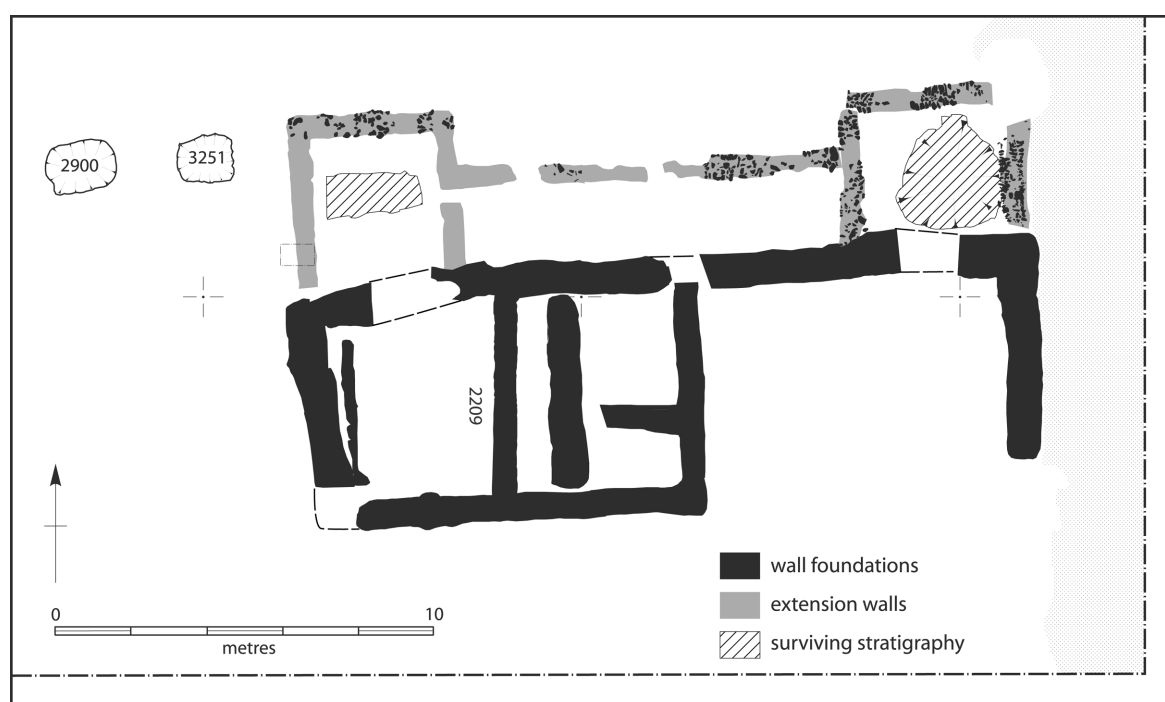 2900
3251
2209
wall foundations
extension walls
surviving stratigraphy
0 10
metres